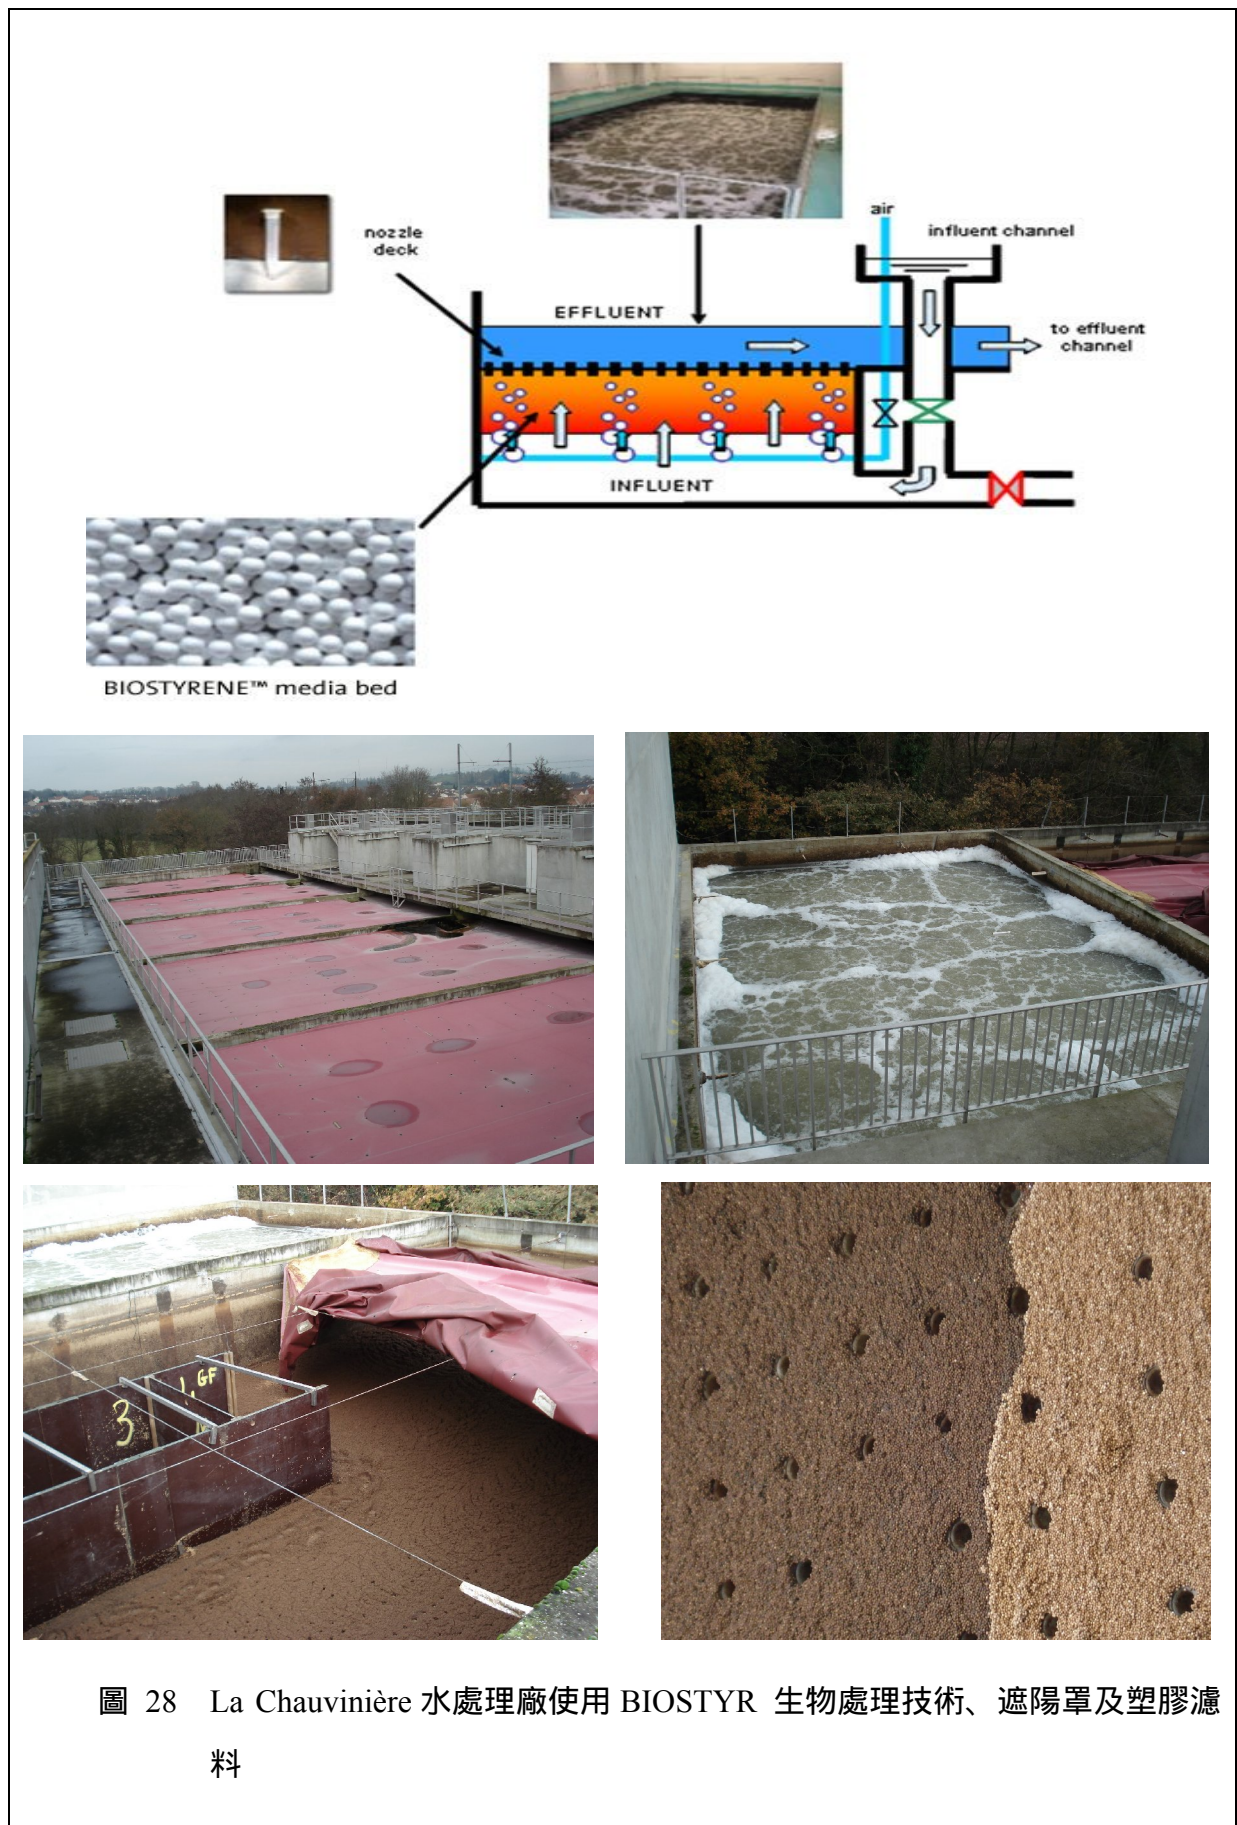 air
influent channel
nozzle
deck
EFFLUENT
to effluent
channel
INFLUENT
BIOSTYRENE™ media bed
3
GF
圖 28 La Chauvinière 水處理廠使用 BIOSTYR 生物處理技術、遮陽罩及塑膠濾
料